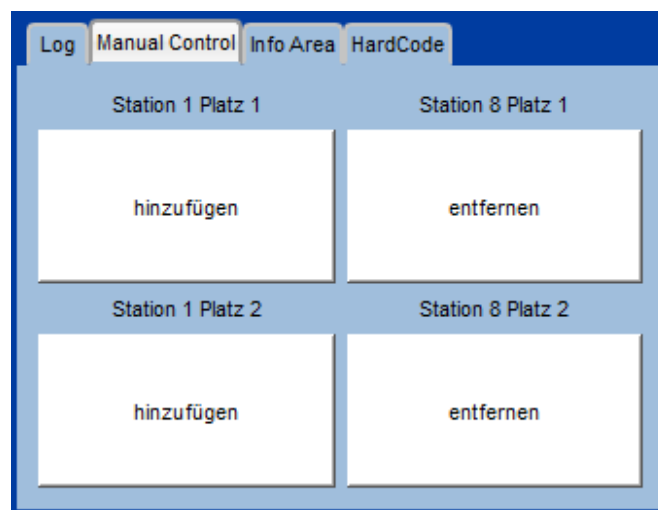 Log Manual Control Info Area HardCode
Station 1 Platz 1 Station 8 Platz 1
hinzufügen entfernen
Station 1 Platz 2 Station 8 Platz 2
hinzufügen entfernen